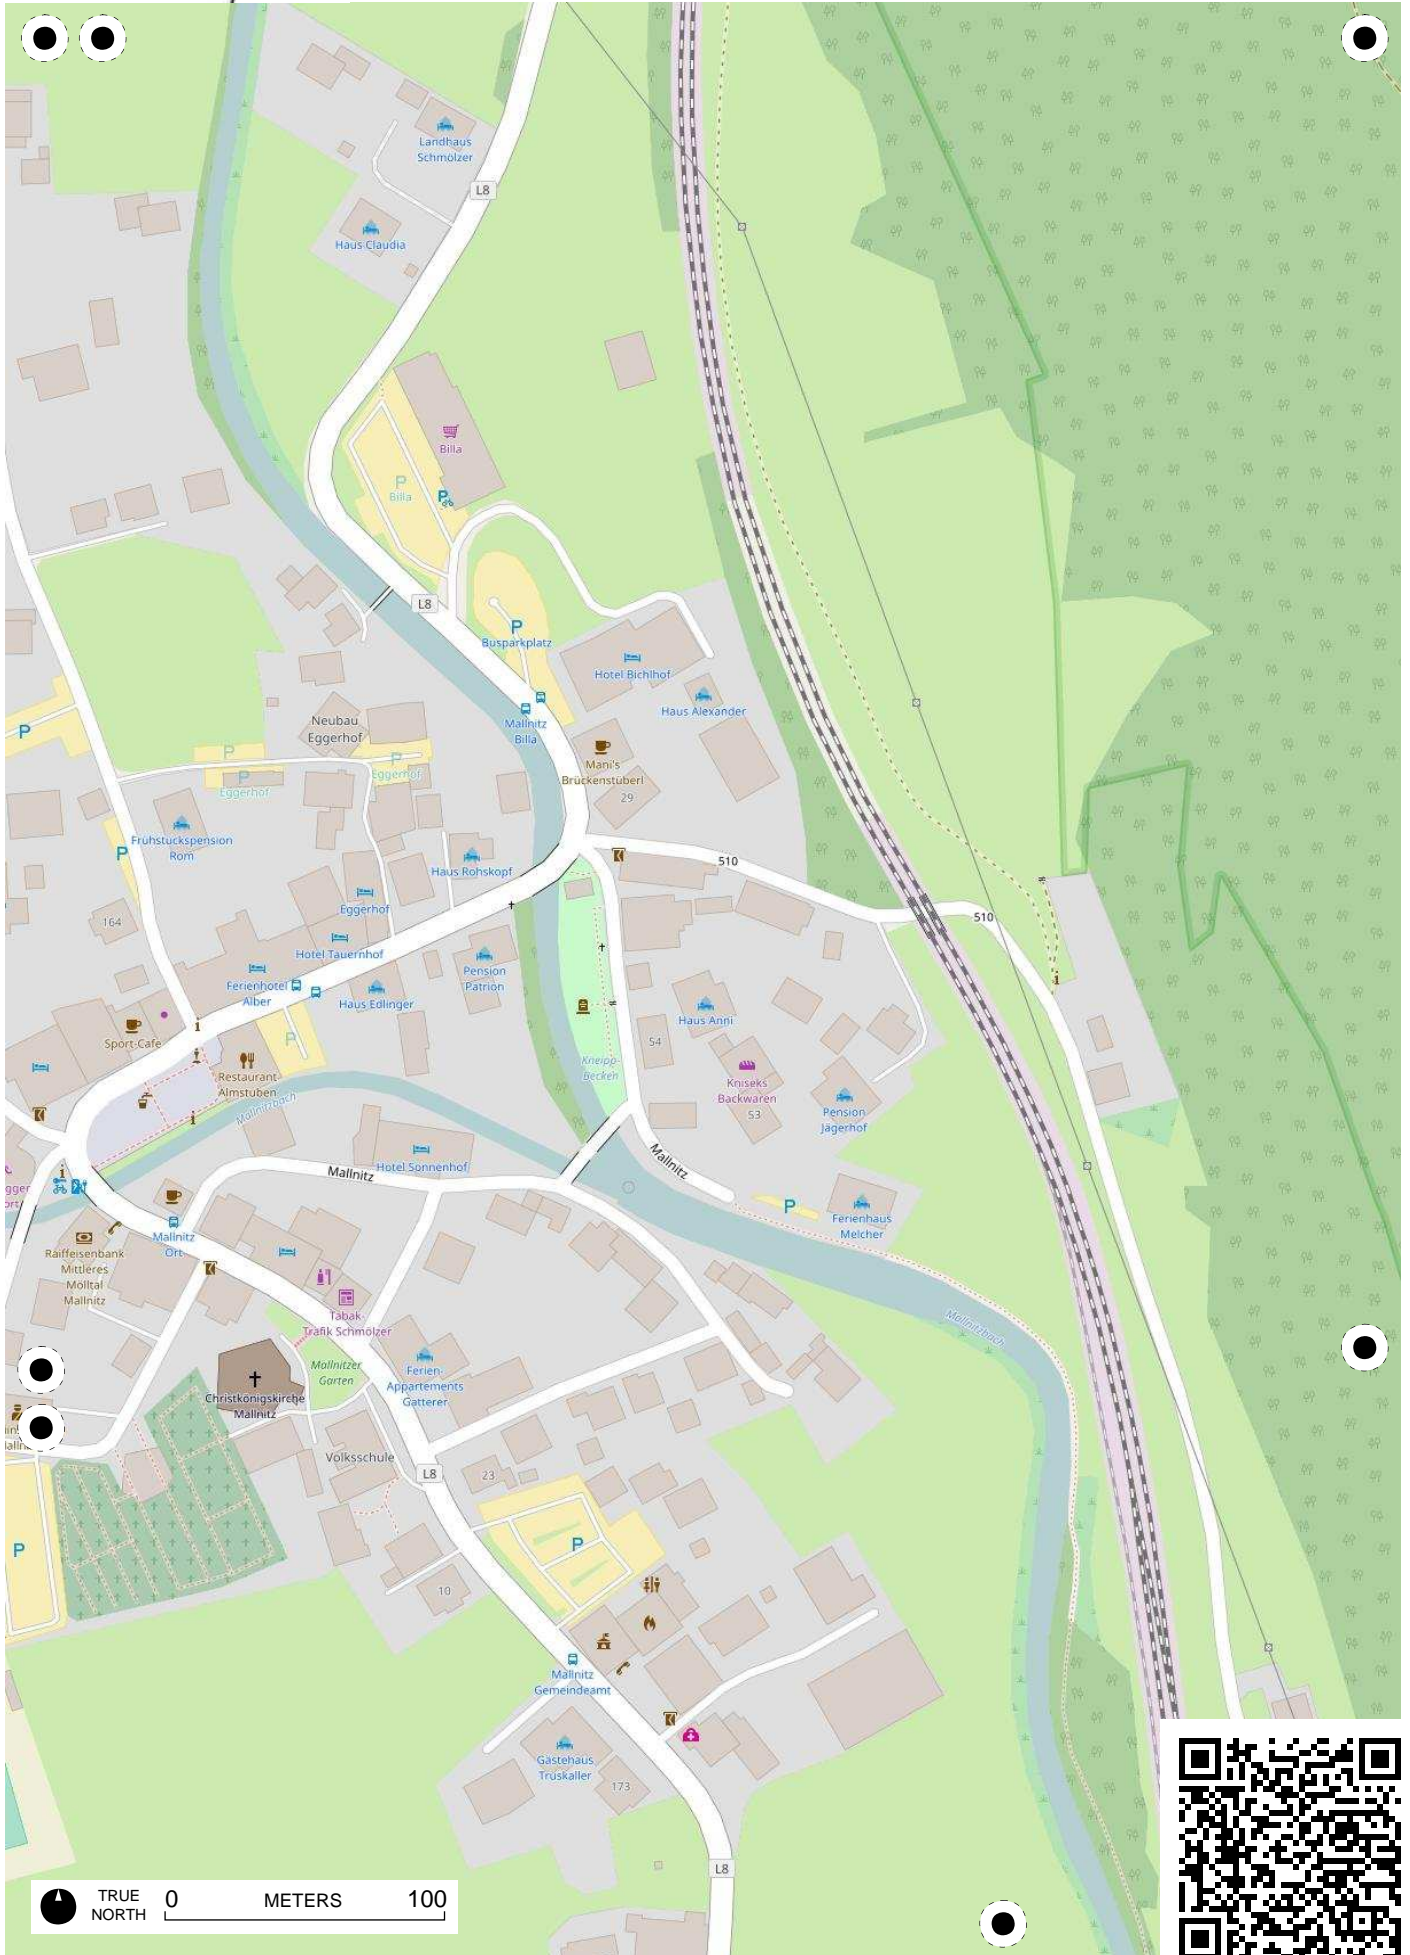 Landhaus
Schmölzer
L8
Haus Claudia
Billa
P
Billa
P
L8
P
Busparkplatz
Hotel Bichlhof
Haus Alexander
Mallnitz
Billa
Neubau
Eggerhof
P
P
P
P
Eggerhof
Eggerhof
Mani's
Brückenstüberl
29
Frühstückspension
Rom
P
Haus Rohskopf
510
164
Eggerhof
510
Hotel Tauernhof
Ferienhotel
Alber
Haus Edlinger
Pension
Patrion
Haus Anni
Sport-Cafe
P
54
Restaurant
Almstuben
Kneipp-
Becken
Kniseks
Backwaren
53
Pension
Jägerhof
Mallnitzbach
Hotel Sonnenhof
Mallnitz
Mallnitz
P
Ferienhaus
Melcher
Mallnitz
Ort
Raiffeisenbank
Mittleres
Mölltal
Mallnitz
Tabak-
Trafik Schmölzer
Mallnitzbach
Mallnitzer
Garten
Ferien-
Appartements
Gatterer
Christkönigskirche
Mallnitz
Volksschule
L8
23
P
P
10
Mallnitz
Gemeindeamt
Gästehaus
Truskaller
173
L8
TRUE
NORTH
0 METERS 100